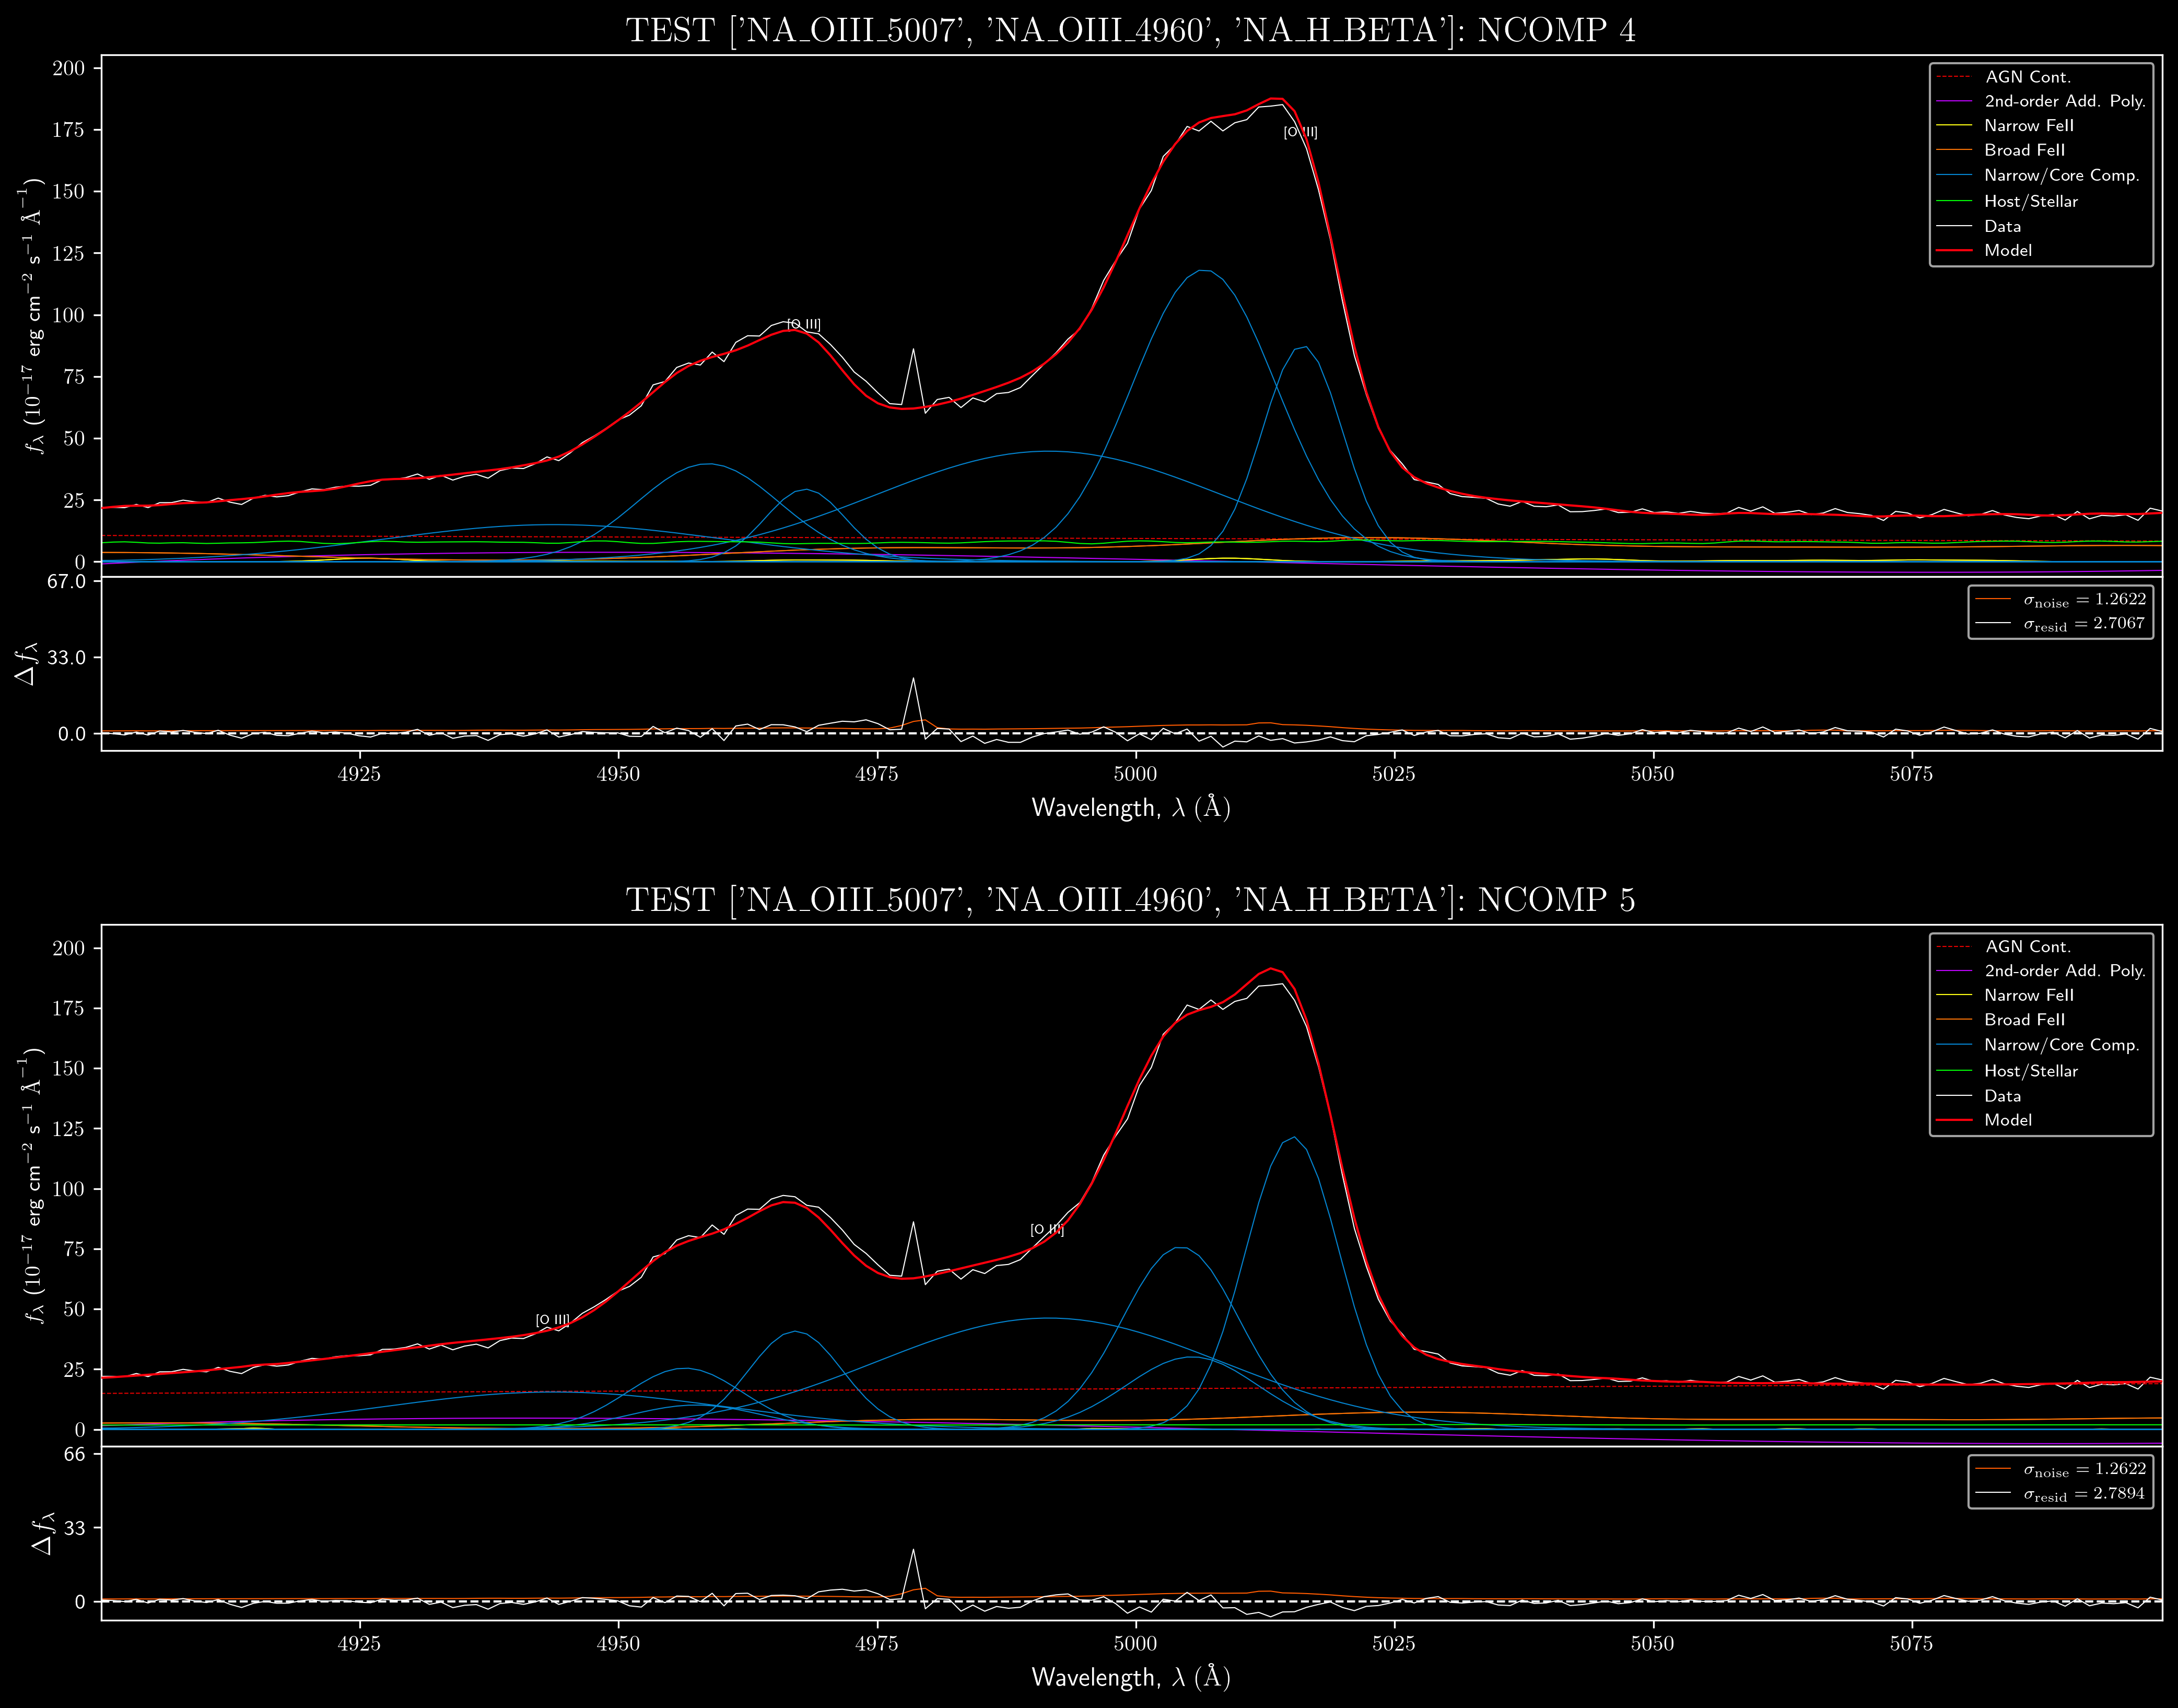 TEST ['NA_OIII_5007', 'NA_OIII_4960', 'NA_H_BETA']: NCOMP 4
200
175
150
125
100
75
50
25
0
fλ (10⁻¹⁷ erg cm⁻² s⁻¹ Å⁻¹)
[O III]
[O III]
AGN Cont.
2nd-order Add. Poly.
Narrow FeII
Broad FeII
Narrow/Core Comp.
Host/Stellar
Data
Model
67.0
33.0
0.0
Δfλ
σnoise = 1.2622
σresid = 2.7067
4925 4950 4975 5000 5025 5050 5075
Wavelength, λ (Å)
TEST ['NA_OIII_5007', 'NA_OIII_4960', 'NA_H_BETA']: NCOMP 5
200
175
150
125
100
75
50
25
0
fλ (10⁻¹⁷ erg cm⁻² s⁻¹ Å⁻¹)
[O III]
[O III]
AGN Cont.
2nd-order Add. Poly.
Narrow FeII
Broad FeII
Narrow/Core Comp.
Host/Stellar
Data
Model
66
33
0
Δfλ
σnoise = 1.2622
σresid = 2.7894
4925 4950 4975 5000 5025 5050 5075
Wavelength, λ (Å)